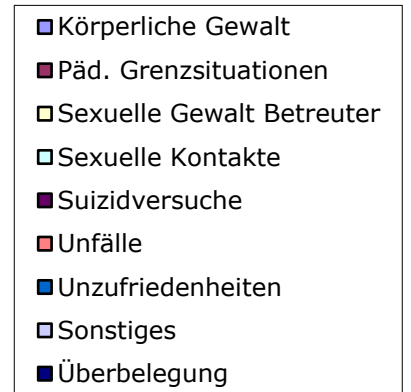 Körperliche Gewalt
Päd. Grenzsituationen
Sexuelle Gewalt Betreuter
Sexuelle Kontakte
Suizidversuche
Unfälle
Unzufriedenheiten
Sonstiges
Überbelegung